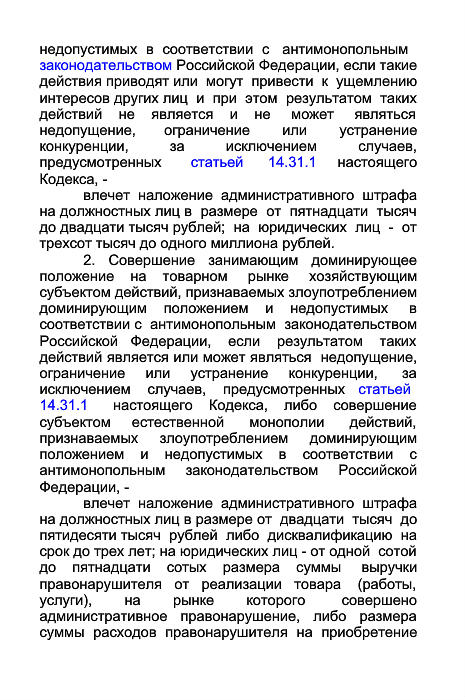 недопустимых в соответствии с антимонопольным
законодательством Российской Федерации, если такие
действия приводят или могут привести к ущемлению
интересов других лиц и при этом результатом таких
действий не является и не может являться
недопущение, ограничение или устранение
конкуренции, за исключением случаев,
предусмотренных статьей 14.31.1 настоящего
Кодекса, -
влечет наложение административного штрафа
на должностных лиц в размере от пятнадцати тысяч
до двадцати тысяч рублей; на юридических лиц - от
трехсот тысяч до одного миллиона рублей.
2. Совершение занимающим доминирующее
положение на товарном рынке хозяйствующим
субъектом действий, признаваемых злоупотреблением
доминирующим положением и недопустимых в
соответствии с антимонопольным законодательством
Российской Федерации, если результатом таких
действий является или может являться недопущение,
ограничение или устранение конкуренции, за
исключением случаев, предусмотренных статьей
14.31.1 настоящего Кодекса, либо совершение
субъектом естественной монополии действий,
признаваемых злоупотреблением доминирующим
положением и недопустимых в соответствии с
антимонопольным законодательством Российской
Федерации, -
влечет наложение административного штрафа
на должностных лиц в размере от двадцати тысяч до
пятидесяти тысяч рублей либо дисквалификацию на
срок до трех лет; на юридических лиц - от одной сотой
до пятнадцати сотых размера суммы выручки
правонарушителя от реализации товара (работы,
услуги), на рынке которого совершено
административное правонарушение, либо размера
суммы расходов правонарушителя на приобретение